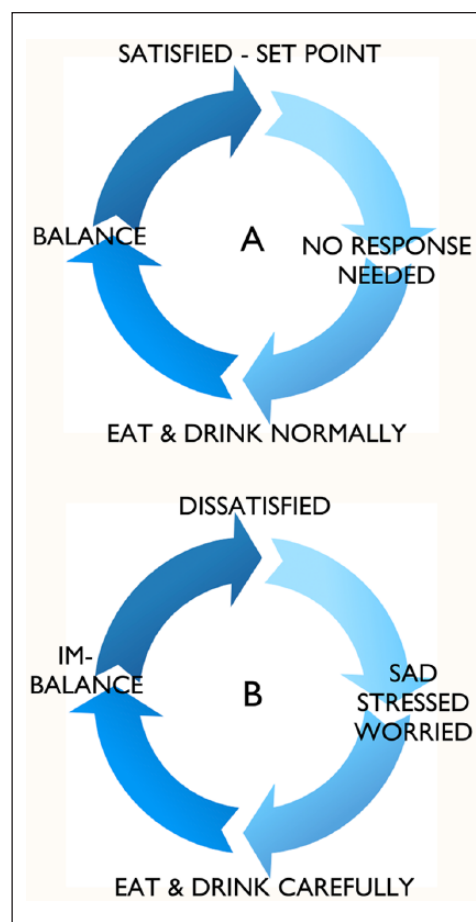 SATISFIED - SET POINT
BALANCE
A
NO RESPONSE
NEEDED
EAT & DRINK NORMALLY
DISSATISFIED
IM-
BALANCE
B
SAD
STRESSED
WORRIED
EAT & DRINK CAREFULLY